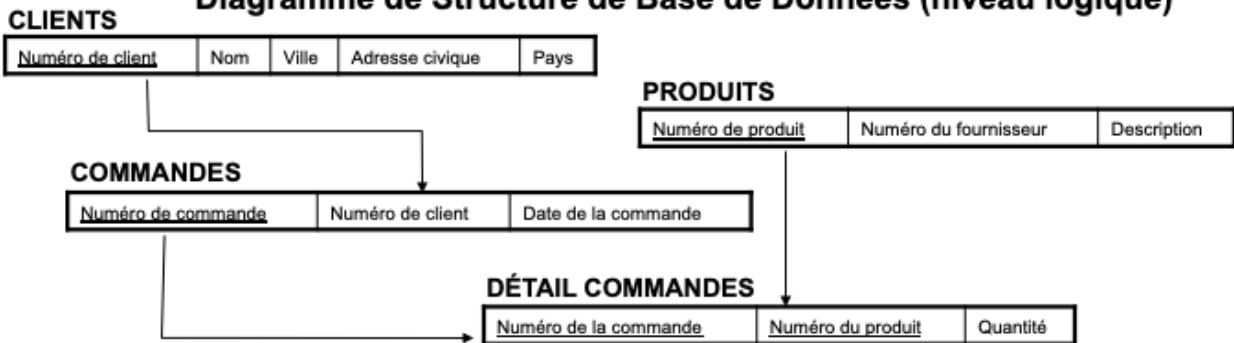 Diagramme de Structure de Base de Données (niveau logique)
CLIENTS
Numéro de client Nom Ville Adresse civique Pays
PRODUITS
Numéro de produit Numéro du fournisseur Description
COMMANDES
Numéro de commande Numéro de client Date de la commande
DÉTAIL COMMANDES
Numéro de la commande Numéro du produit Quantité